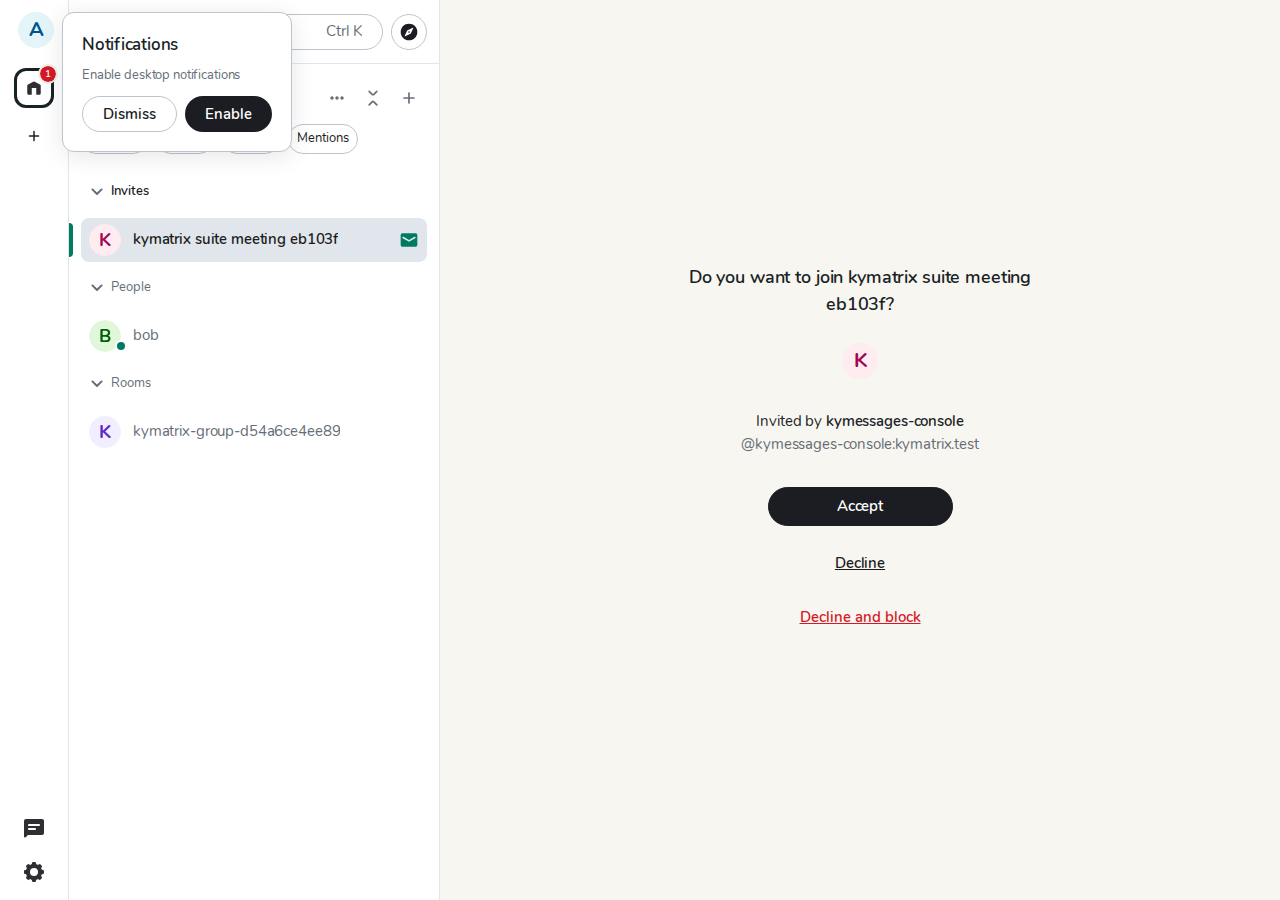 A
Notifications
Enable desktop notifications
Dismiss
Enable
Ctrl K
1
Mentions
Invites
K
kymatrix suite meeting eb103f
People
B
bob
Rooms
K
kymatrix-group-d54a6ce4ee89
Do you want to join kymatrix suite meeting
eb103f?
K
Invited by kymessages-console
@kymessages-console:kymatrix.test
Accept
Decline
Decline and block